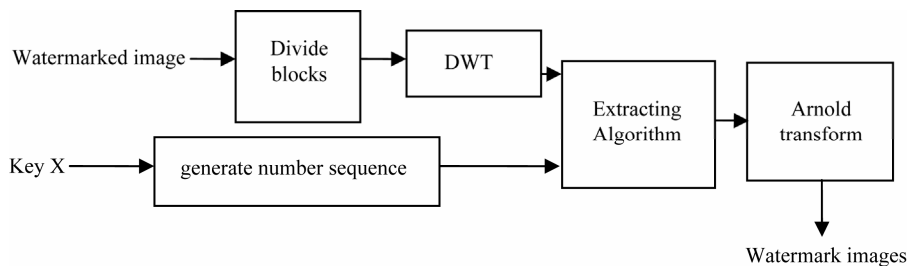 Watermarked image
Divide
blocks
DWT
Extracting
Algorithm
Arnold
transform
Key X
generate number sequence
Watermark images